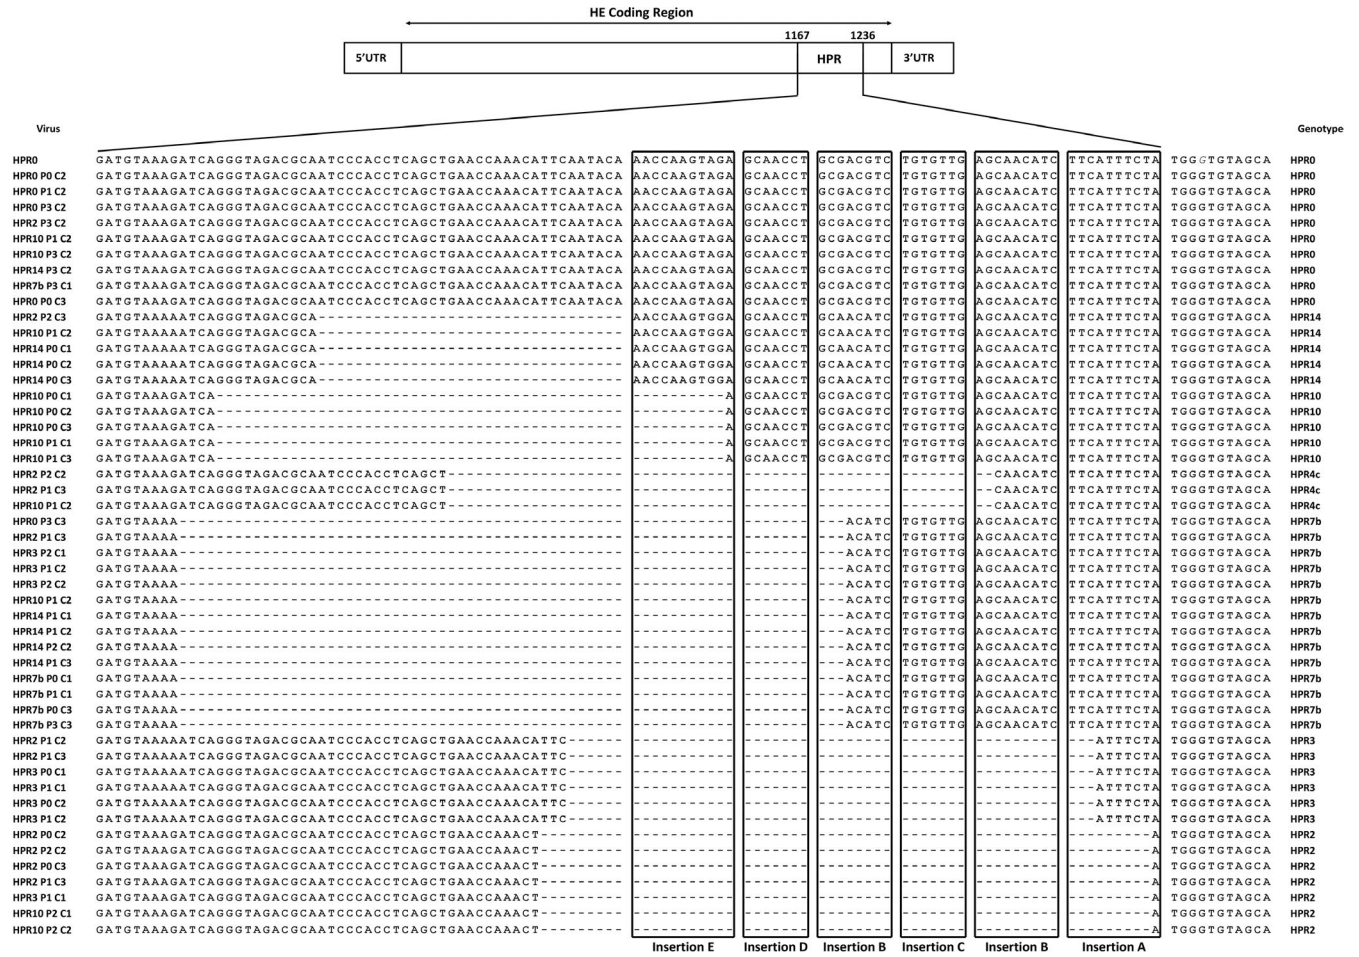 HE Coding Region
1167 1236
5'UTR HPR 3'UTR
Virus Genotype
HPR0 GATGTAAAGATCAGGGTAGACGCAATCCCACCTCAGCTGAACCAAACATTCAATACA AACCAAGTAGA GCAACCT GCGACGTC TGTGTTG AGCAACATC TTCATTTCTA TGGGTGTAGCA HPR0
HPR0 P0 C2 GATGTAAAGATCAGGGTAGACGCAATCCCACCTCAGCTGAACCAAACATTCAATACA AACCAAGTAGA GCAACCT GCGACGTC TGTGTTG AGCAACATC TTCATTTCTA TGGGTGTAGCA HPR0
HPR0 P1 C2 GATGTAAAGATCAGGGTAGACGCAATCCCACCTCAGCTGAACCAAACATTCAATACA AACCAAGTAGA GCAACCT GCGACGTC TGTGTTG AGCAACATC TTCATTTCTA TGGGTGTAGCA HPR0
HPR0 P3 C2 GATGTAAAGATCAGGGTAGACGCAATCCCACCTCAGCTGAACCAAACATTCAATACA AACCAAGTAGA GCAACCT GCGACGTC TGTGTTG AGCAACATC TTCATTTCTA TGGGTGTAGCA HPR0
HPR2 P3 C2 GATGTAAAGATCAGGGTAGACGCAATCCCACCTCAGCTGAACCAAACATTCAATACA AACCAAGTAGA GCAACCT GCGACGTC TGTGTTG AGCAACATC TTCATTTCTA TGGGTGTAGCA HPR0
HPR10 P1 C2 GATGTAAAGATCAGGGTAGACGCAATCCCACCTCAGCTGAACCAAACATTCAATACA AACCAAGTAGA GCAACCT GCGACGTC TGTGTTG AGCAACATC TTCATTTCTA TGGGTGTAGCA HPR0
HPR10 P3 C2 GATGTAAAGATCAGGGTAGACGCAATCCCACCTCAGCTGAACCAAACATTCAATACA AACCAAGTAGA GCAACCT GCGACGTC TGTGTTG AGCAACATC TTCATTTCTA TGGGTGTAGCA HPR0
HPR14 P3 C2 GATGTAAAGATCAGGGTAGACGCAATCCCACCTCAGCTGAACCAAACATTCAATACA AACCAAGTAGA GCAACCT GCGACGTC TGTGTTG AGCAACATC TTCATTTCTA TGGGTGTAGCA HPR0
HPR7b P3 C1 GATGTAAAGATCAGGGTAGACGCAATCCCACCTCAGCTGAACCAAACATTCAATACA AACCAAGTAGA GCAACCT GCGACGTC TGTGTTG AGCAACATC TTCATTTCTA TGGGTGTAGCA HPR0
HPR0 P0 C3 GATGTAAAGATCAGGGTAGACGCAATCCCACCTCAGCTGAACCAAACATTCAATACA AACCAAGTAGA GCAACCT GCGACGTC TGTGTTG AGCAACATC TTCATTTCTA TGGGTGTAGCA HPR0
HPR2 P2 C3 GATGTAAAGATCAGGGTAGACGCA--------------------------------- AACCAAGTGGA GCAACCT GCAACATC TGTGTTG AGCAACATC TTCATTTCTA TGGGTGTAGCA HPR14
HPR10 P1 C2 GATGTAAAAATCAGGGTAGACGCA--------------------------------- AACCAAGTGGA GCAACCT GCAACATC TGTGTTG AGCAACATC TTCATTTCTA TGGGTGTAGCA HPR14
HPR14 P0 C1 GATGTAAAAATCAGGGTAGACGCA--------------------------------- AACCAAGTGGA GCAACCT GCAACATC TGTGTTG AGCAACATC TTCATTTCTA TGGGTGTAGCA HPR14
HPR14 P0 C2 GATGTAAAAATCAGGGTAGACGCA--------------------------------- AACCAAGTGGA GCAACCT GCAACATC TGTGTTG AGCAACATC TTCATTTCTA TGGGTGTAGCA HPR14
HPR14 P0 C3 GATGTAAAAATCAGGGTAGACGCA--------------------------------- AACCAAGTGGA GCAACCT GCAACATC TGTGTTG AGCAACATC TTCATTTCTA TGGGTGTAGCA HPR14
HPR10 P0 C1 GATGTAAAGATCA-------------------------------------------- ----------A GCAACCT GCGACGTC TGTGTTG AGCAACATC TTCATTTCTA TGGGTGTAGCA HPR10
HPR10 P0 C2 GATGTAAAGATCA-------------------------------------------- ----------A GCAACCT GCGACGTC TGTGTTG AGCAACATC TTCATTTCTA TGGGTGTAGCA HPR10
HPR10 P0 C3 GATGTAAAGATCA-------------------------------------------- ----------A GCAACCT GCGACGTC TGTGTTG AGCAACATC TTCATTTCTA TGGGTGTAGCA HPR10
HPR10 P1 C1 GATGTAAAGATCA-------------------------------------------- ----------A GCAACCT GCGACGTC TGTGTTG AGCAACATC TTCATTTCTA TGGGTGTAGCA HPR10
HPR10 P1 C3 GATGTAAAGATCA-------------------------------------------- ----------A GCAACCT GCGACGTC TGTGTTG AGCAACATC TTCATTTCTA TGGGTGTAGCA HPR10
HPR2 P2 C2 GATGTAAAGATCAGGGTAGACGCAATCCCACCTCAGCT------------------- ----------- ------- -------- ------- --CAACATC TTCATTTCTA TGGGTGTAGCA HPR4c
HPR2 P1 C3 GATGTAAAGATCAGGGTAGACGCAATCCCACCTCAGCT------------------- ----------- ------- -------- ------- --CAACATC TTCATTTCTA TGGGTGTAGCA HPR4c
HPR10 P1 C2 GATGTAAAGATCAGGGTAGACGCAATCCCACCTCAGCT------------------- ----------- ------- -------- ------- --CAACATC TTCATTTCTA TGGGTGTAGCA HPR4c
HPR0 P3 C3 GATGTAAAA------------------------------------------------ ----------- ------- ---ACATC TGTGTTG AGCAACATC TTCATTTCTA TGGGTGTAGCA HPR7b
HPR2 P1 C3 GATGTAAAA------------------------------------------------ ----------- ------- ---ACATC TGTGTTG AGCAACATC TTCATTTCTA TGGGTGTAGCA HPR7b
HPR3 P2 C1 GATGTAAAA------------------------------------------------ ----------- ------- ---ACATC TGTGTTG AGCAACATC TTCATTTCTA TGGGTGTAGCA HPR7b
HPR3 P1 C2 GATGTAAAA------------------------------------------------ ----------- ------- ---ACATC TGTGTTG AGCAACATC TTCATTTCTA TGGGTGTAGCA HPR7b
HPR3 P2 C2 GATGTAAAA------------------------------------------------ ----------- ------- ---ACATC TGTGTTG AGCAACATC TTCATTTCTA TGGGTGTAGCA HPR7b
HPR10 P1 C2 GATGTAAAA------------------------------------------------ ----------- ------- ---ACATC TGTGTTG AGCAACATC TTCATTTCTA TGGGTGTAGCA HPR7b
HPR14 P1 C1 GATGTAAAA------------------------------------------------ ----------- ------- ---ACATC TGTGTTG AGCAACATC TTCATTTCTA TGGGTGTAGCA HPR7b
HPR14 P1 C2 GATGTAAAA------------------------------------------------ ----------- ------- ---ACATC TGTGTTG AGCAACATC TTCATTTCTA TGGGTGTAGCA HPR7b
HPR14 P2 C2 GATGTAAAA------------------------------------------------ ----------- ------- ---ACATC TGTGTTG AGCAACATC TTCATTTCTA TGGGTGTAGCA HPR7b
HPR14 P1 C3 GATGTAAAA------------------------------------------------ ----------- ------- ---ACATC TGTGTTG AGCAACATC TTCATTTCTA TGGGTGTAGCA HPR7b
HPR7b P0 C1 GATGTAAAA------------------------------------------------ ----------- ------- ---ACATC TGTGTTG AGCAACATC TTCATTTCTA TGGGTGTAGCA HPR7b
HPR7b P1 C1 GATGTAAAA------------------------------------------------ ----------- ------- ---ACATC TGTGTTG AGCAACATC TTCATTTCTA TGGGTGTAGCA HPR7b
HPR7b P0 C3 GATGTAAAA------------------------------------------------ ----------- ------- ---ACATC TGTGTTG AGCAACATC TTCATTTCTA TGGGTGTAGCA HPR7b
HPR7b P3 C3 GATGTAAAA------------------------------------------------ ----------- ------- ---ACATC TGTGTTG AGCAACATC TTCATTTCTA TGGGTGTAGCA HPR7b
HPR2 P1 C2 GATGTAAAAATCAGGGTAGACGCAATCCCACCTCAGCTGAACCAAACATTC------ ----------- ------- -------- ------- --------- ---ATTTCTA TGGGTGTAGCA HPR3
HPR2 P1 C3 GATGTAAAAATCAGGGTAGACGCAATCCCACCTCAGCTGAACCAAACATTC------ ----------- ------- -------- ------- --------- ---ATTTCTA TGGGTGTAGCA HPR3
HPR3 P0 C1 GATGTAAAAATCAGGGTAGACGCAATCCCACCTCAGCTGAACCAAACATTC------ ----------- ------- -------- ------- --------- ---ATTTCTA TGGGTGTAGCA HPR3
HPR3 P1 C1 GATGTAAAAATCAGGGTAGACGCAATCCCACCTCAGCTGAACCAAACATTC------ ----------- ------- -------- ------- --------- ---ATTTCTA TGGGTGTAGCA HPR3
HPR3 P0 C2 GATGTAAAAATCAGGGTAGACGCAATCCCACCTCAGCTGAACCAAACATTC------ ----------- ------- -------- ------- --------- ---ATTTCTA TGGGTGTAGCA HPR3
HPR3 P1 C2 GATGTAAAAATCAGGGTAGACGCAATCCCACCTCAGCTGAACCAAACATTC------ ----------- ------- -------- ------- --------- ---ATTTCTA TGGGTGTAGCA HPR3
HPR2 P0 C2 GATGTAAAGATCAGGGTAGACGCAATCCCACCTCAGCTGAACCAAACT--------- ----------- ------- -------- ------- --------- ---------A TGGGTGTAGCA HPR2
HPR2 P2 C2 GATGTAAAGATCAGGGTAGACGCAATCCCACCTCAGCTGAACCAAACT--------- ----------- ------- -------- ------- --------- ---------A TGGGTGTAGCA HPR2
HPR2 P0 C3 GATGTAAAGATCAGGGTAGACGCAATCCCACCTCAGCTGAACCAAACT--------- ----------- ------- -------- ------- --------- ---------A TGGGTGTAGCA HPR2
HPR2 P1 C3 GATGTAAAGATCAGGGTAGACGCAATCCCACCTCAGCTGAACCAAACT--------- ----------- ------- -------- ------- --------- ---------A TGGGTGTAGCA HPR2
HPR3 P1 C1 GATGTAAAGATCAGGGTAGACGCAATCCCACCTCAGCTGAACCAAACT--------- ----------- ------- -------- ------- --------- ---------A TGGGTGTAGCA HPR2
HPR10 P2 C1 GATGTAAAGATCAGGGTAGACGCAATCCCACCTCAGCTGAACCAAACT--------- ----------- ------- -------- ------- --------- ---------A TGGGTGTAGCA HPR2
HPR10 P2 C2 GATGTAAAGATCAGGGTAGACGCAATCCCACCTCAGCTGAACCAAACT--------- ----------- ------- -------- ------- --------- ---------A TGGGTGTAGCA HPR2
Insertion E Insertion D Insertion B Insertion C Insertion B Insertion A